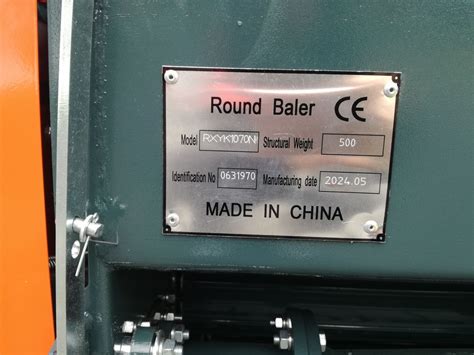 Round Baler CE
Model RXYK1070N Structural Weight 500
Identification No 0631970 Manufacturing date 2024.05
MADE IN CHINA